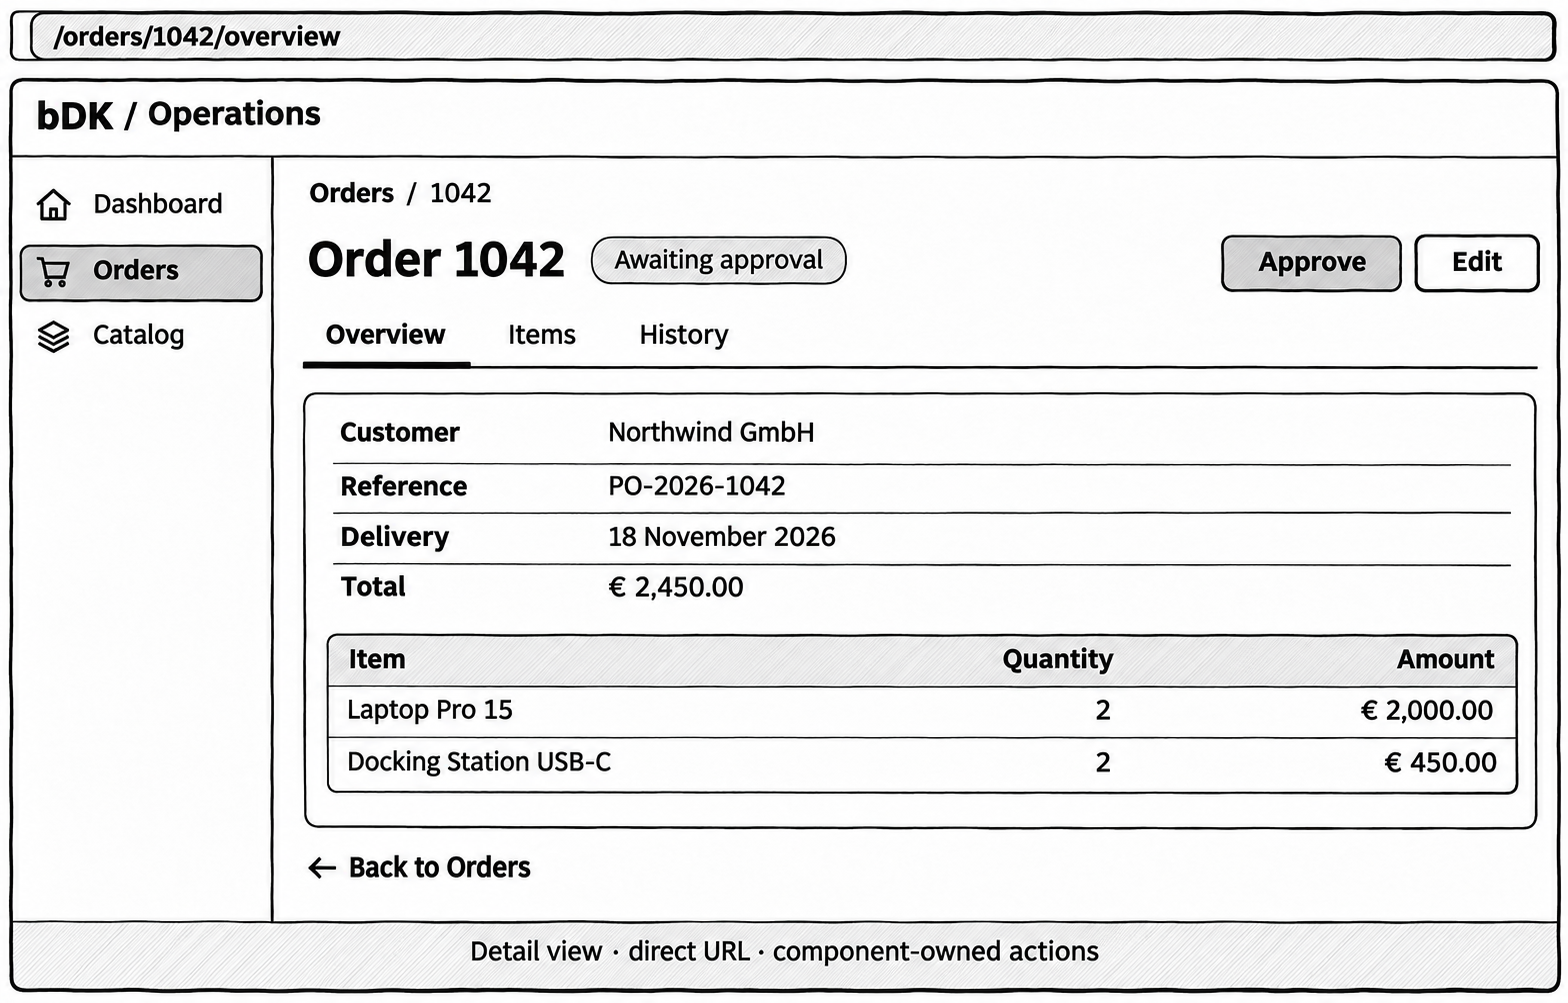 /orders/1042/overview
bDK / Operations
Dashboard
Orders
Catalog
Orders / 1042
Order 1042 Awaiting approval Approve Edit
Overview Items History
Customer Northwind GmbH
Reference PO-2026-1042
Delivery 18 November 2026
Total € 2,450.00
Item Quantity Amount
Laptop Pro 15 2 € 2,000.00
Docking Station USB-C 2 € 450.00
← Back to Orders
Detail view · direct URL · component-owned actions